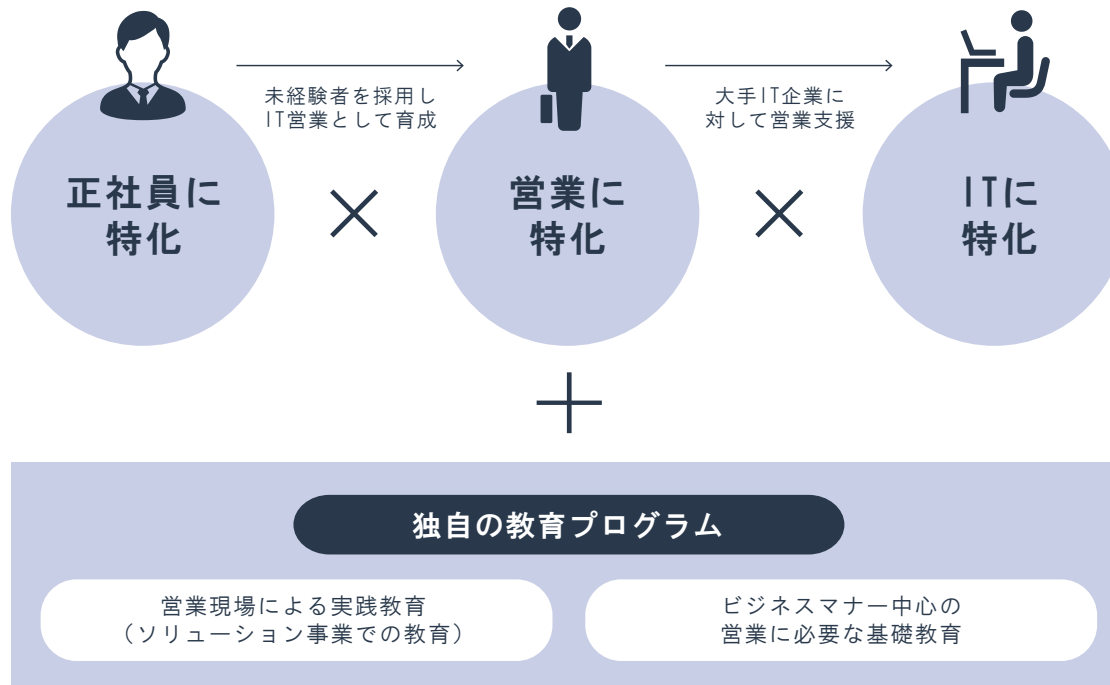 未経験者を採用し
IT営業として育成
大手IT企業に
対して営業支援
正社員に
特化
営業に
特化
ITに
特化
独自の教育プログラム
営業現場による実践教育
（ソリューション事業での教育）
ビジネスマナー中心の
営業に必要な基礎教育